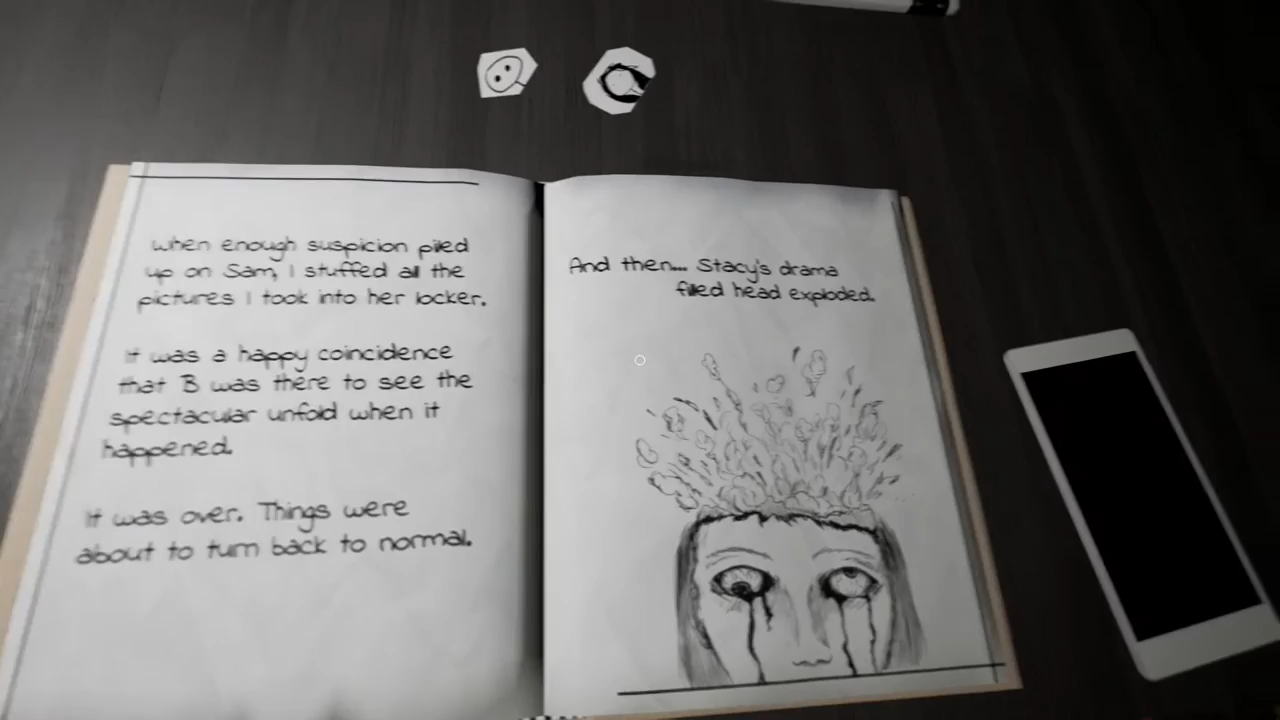 When enough suspicion piled
up on Sam, I stuffed all the
pictures I took into her locker.
It was a happy coincidence
that B was there to see the
spectacular unfold when it
happened.
It was over. Things were
about to turn back to normal.
And then... Stacy's drama
filled head exploded.